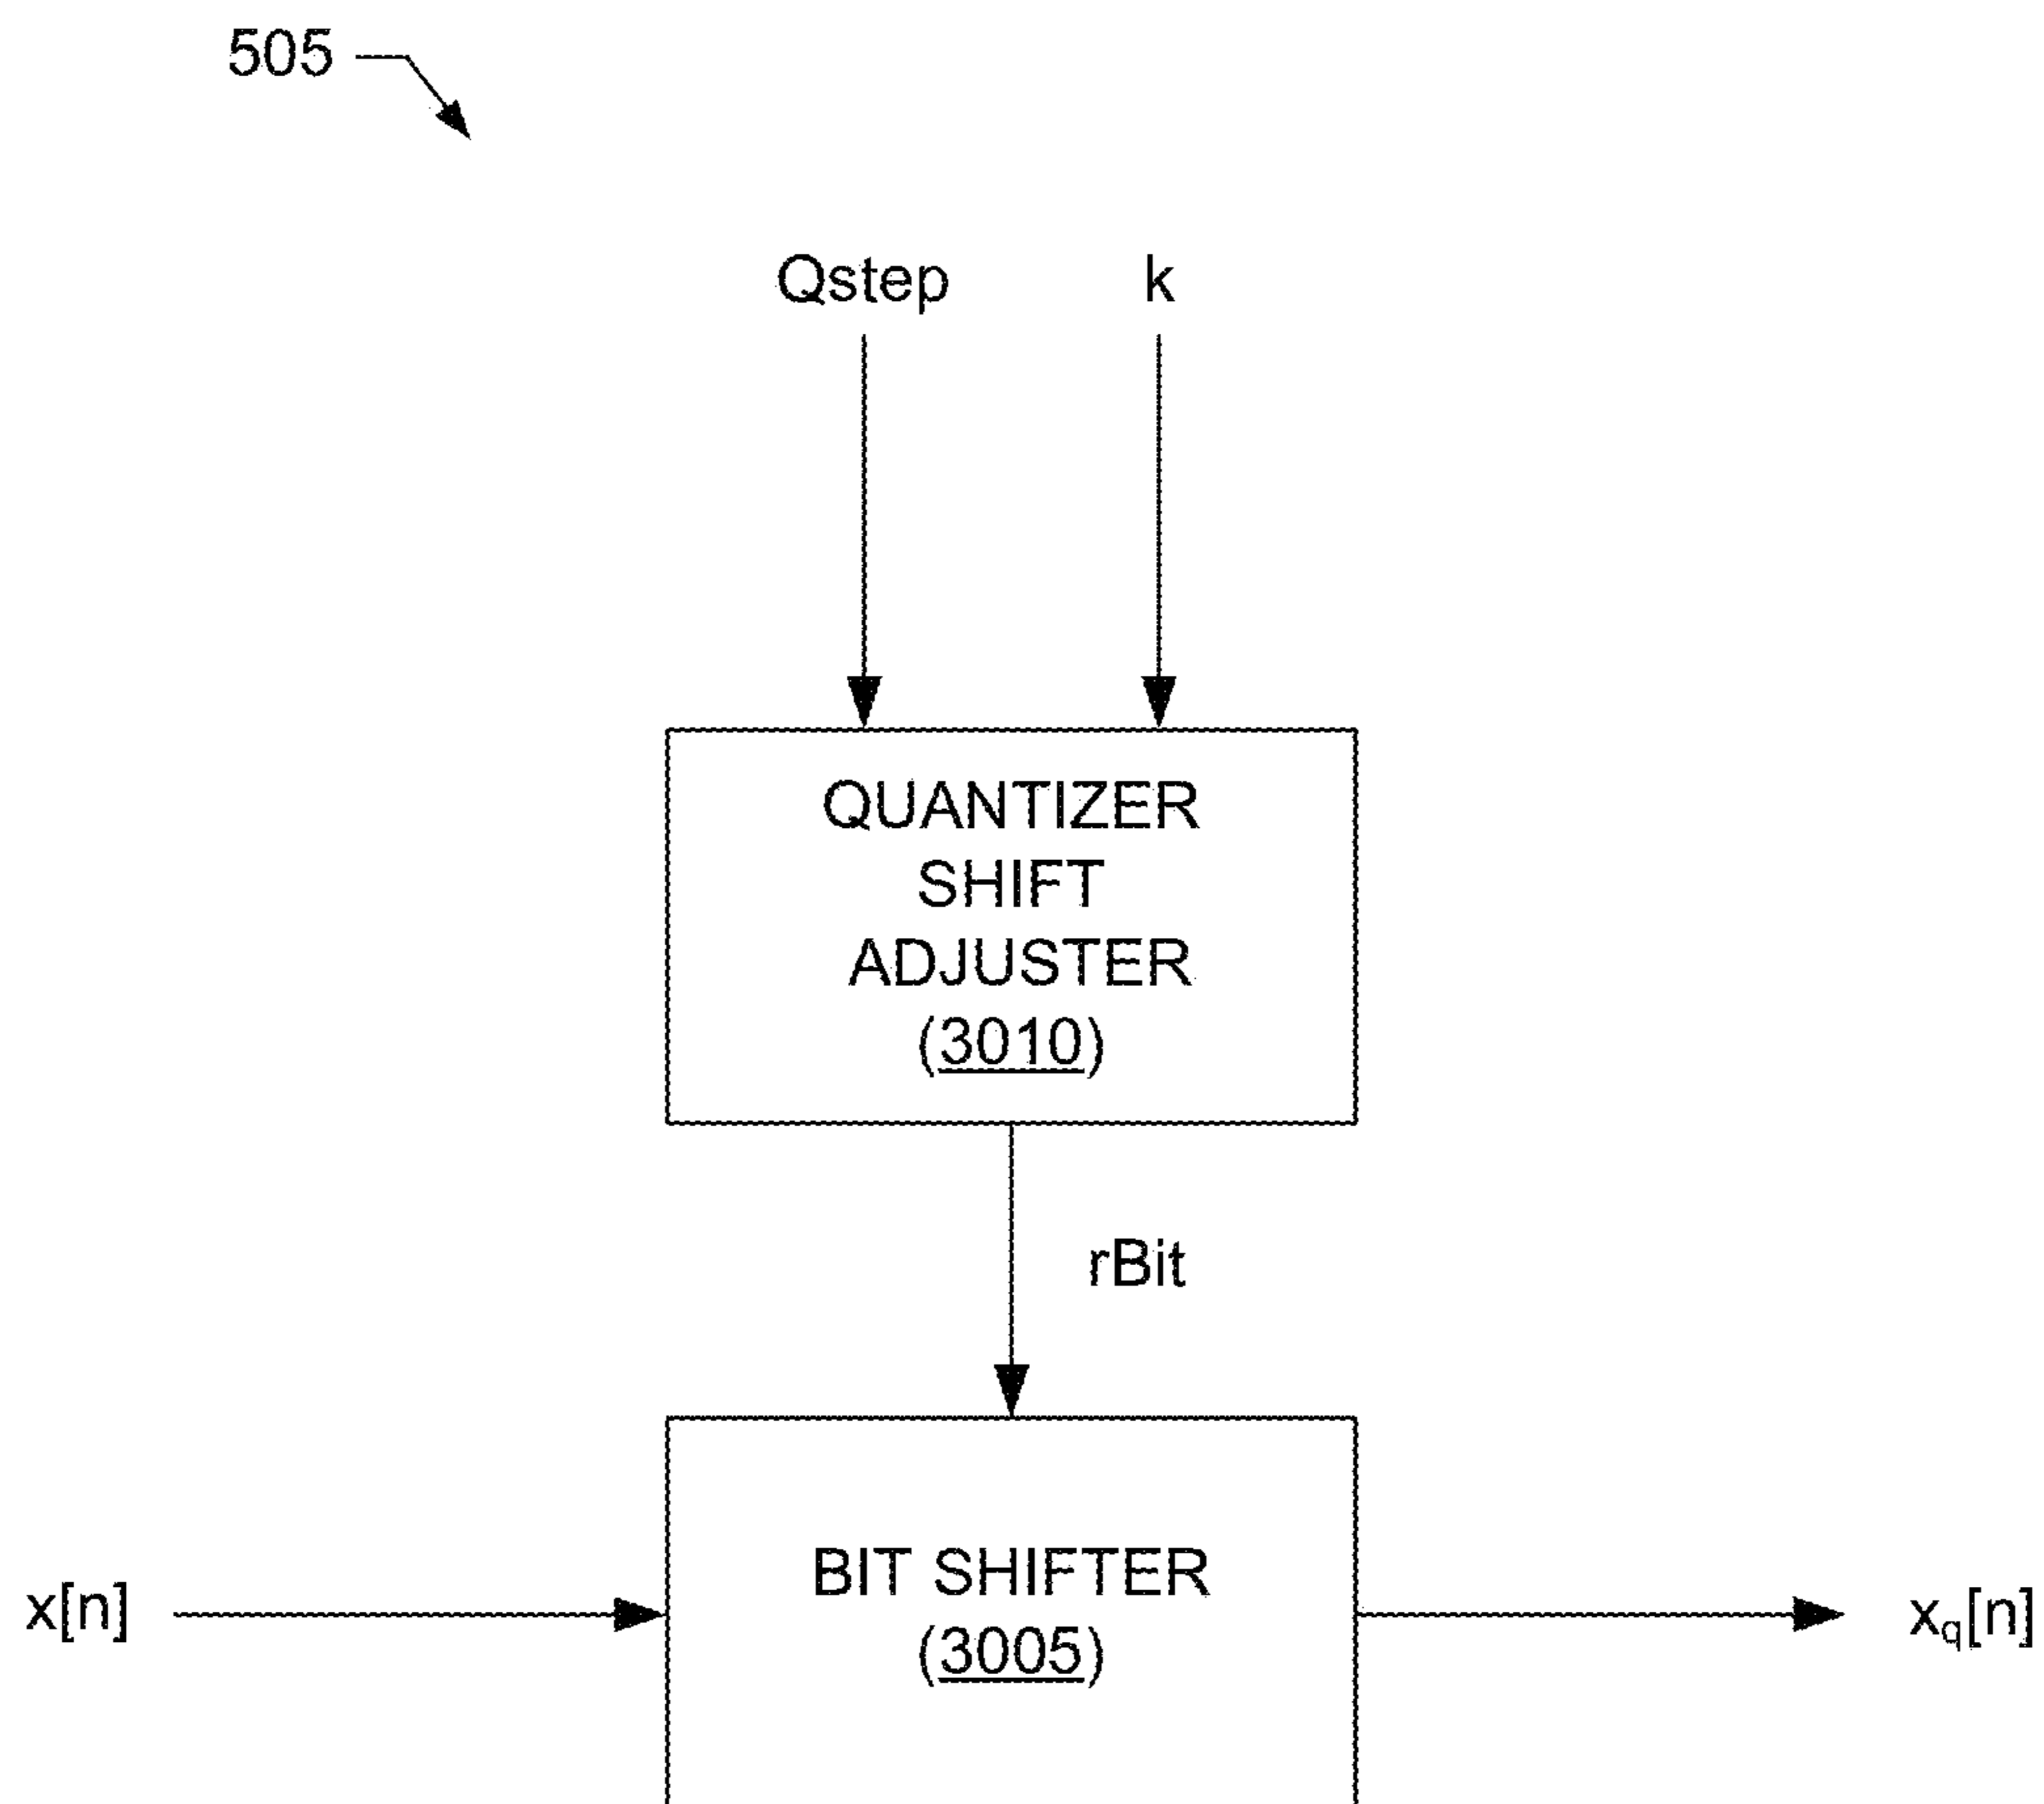 505
Qstep
k
QUANTIZER
SHIFT
ADJUSTER
(3010)
rBit
BIT SHIFTER
(3005)
x[n]
xq[n]